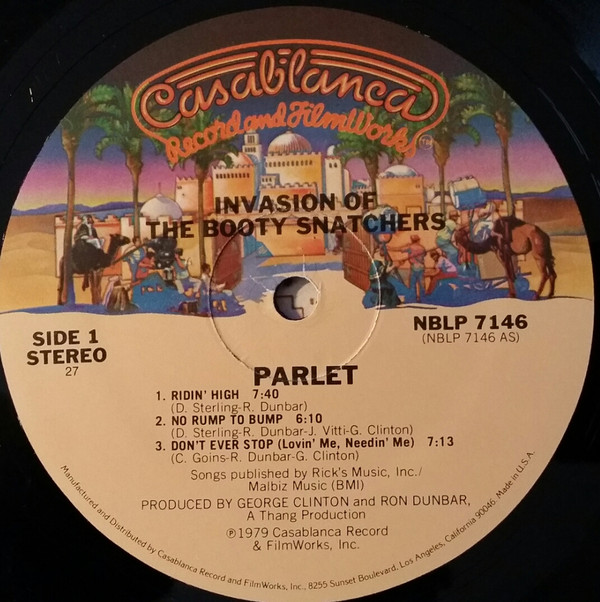 Casablanca
Record and FilmWorks
INVASION OF
THE BOOTY SNATCHERS
SIDE 1
STEREO
27
NBLP 7146
(NBLP 7146 AS)
PARLET
1. RIDIN' HIGH 7:40
(D. Sterling-R. Dunbar)
2. NO RUMP TO BUMP 6:10
(D. Sterling-R. Dunbar-J. Vitti-G. Clinton)
3. DON'T EVER STOP (Lovin' Me, Needin' Me) 7:13
(C. Goins-R. Dunbar-G. Clinton)
Songs published by Rick's Music, Inc./
Malbiz Music (BMI)
PRODUCED BY GEORGE CLINTON and RON DUNBAR,
A Thang Production
℗1979 Casablanca Record
& FilmWorks, Inc.
Manufactured and Distributed by Casablanca Record and FilmWorks, Inc., 8255 Sunset Boulevard, Los Angeles, California 90046. Made in U.S.A.